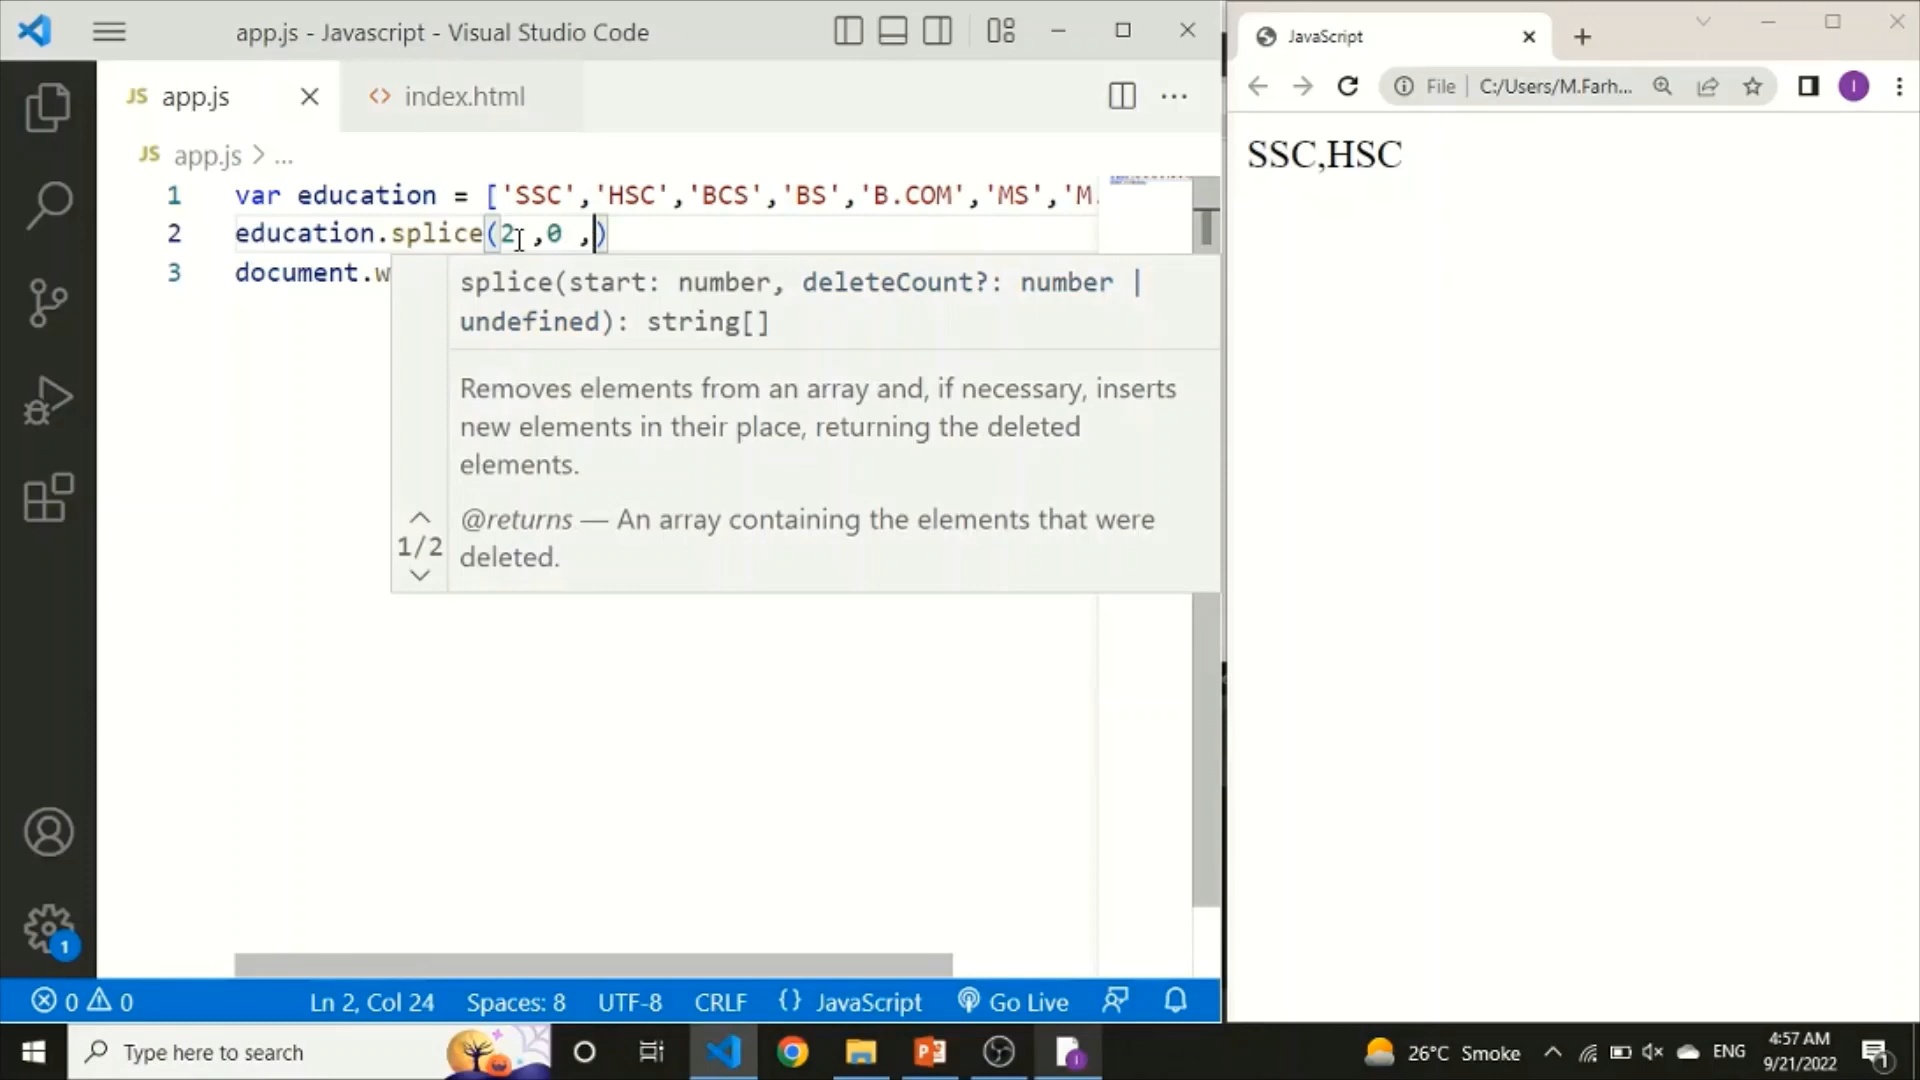 app.js - Javascript - Visual Studio Code
JS app.js
<> index.html
JS app.js > ...
1 var education = ['SSC','HSC','BCS','BS','B.COM','MS','M.
2 education.splice(2 ,0 ,)
3 document.w
splice(start: number, deleteCount?: number |
undefined): string[]
Removes elements from an array and, if necessary, inserts
new elements in their place, returning the deleted
elements.
@returns — An array containing the elements that were
deleted.
1/2
1
0 0
Ln 2, Col 24
Spaces: 8
UTF-8
CRLF
{} JavaScript
Go Live
JavaScript
File | C:/Users/M.Farh...
I
SSC,HSC
Type here to search
26°C Smoke
ENG
4:57 AM
9/21/2022
1